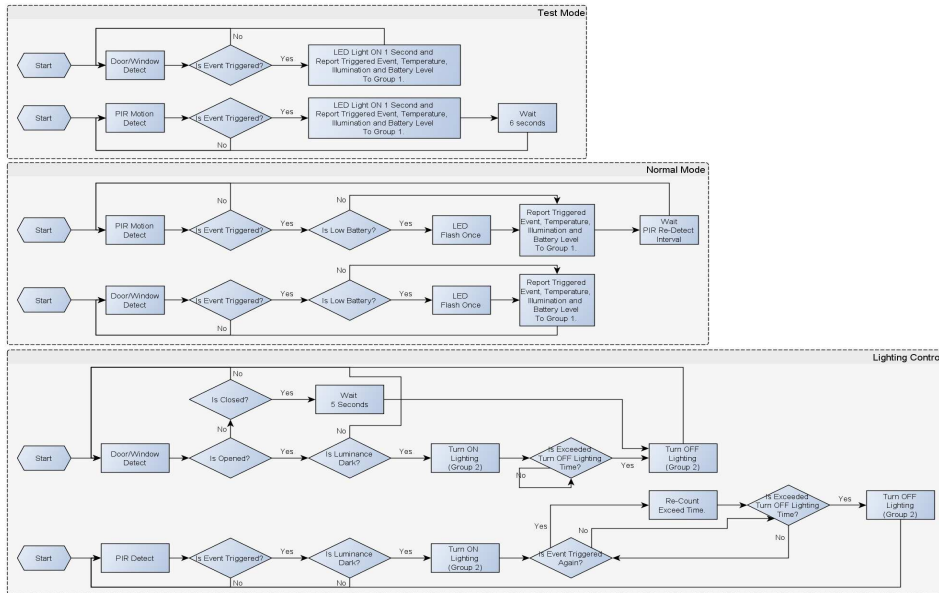 Test Mode
No
Start
Door/Window
Detect
Is Event Triggered?
Yes
LED Light ON 1 Second and
Report Triggered Event, Temperature,
Illumination and Battery Level
To Group 1.
Start
PIR Motion
Detect
Is Event Triggered?
Yes
LED Light ON 1 Second and
Report Triggered Event, Temperature,
Illumination and Battery Level
To Group 1.
Wait
6 seconds
No
Normal Mode
No
No
Start
PIR Motion
Detect
Is Event Triggered?
Yes
Is Low Battery?
Yes
LED
Flash Once
Report Triggered
Event, Temperature,
Illumination and
Battery Level
To Group 1.
Wait
PIR Re-Detect
Interval
No
Start
Door/Window
Detect
Is Event Triggered?
Yes
Is Low Battery?
Yes
LED
Flash Once
Report Triggered
Event, Temperature,
Illumination and
Battery Level
To Group 1.
No
Lighting Contro
No
Is Closed?
Yes
Wait
5 Seconds
No
No
Start
Door/Window
Detect
Is Opened?
Yes
Is Luminance
Dark?
Yes
Turn ON
Lighting
(Group 2)
Is Exceeded
Turn OFF Lighting
Time?
No
Yes
Turn OFF
Lighting
(Group 2)
Re-Count
Exceed Time.
Is Exceeded
Turn OFF Lighting
Time?
Yes
Turn OFF
Lighting
(Group 2)
Yes
No
No
Start
PIR Detect
Is Event Triggered?
Yes
Is Luminance
Dark?
Yes
Turn ON
Lighting
(Group 2)
Is Event Triggered
Again?
No
No